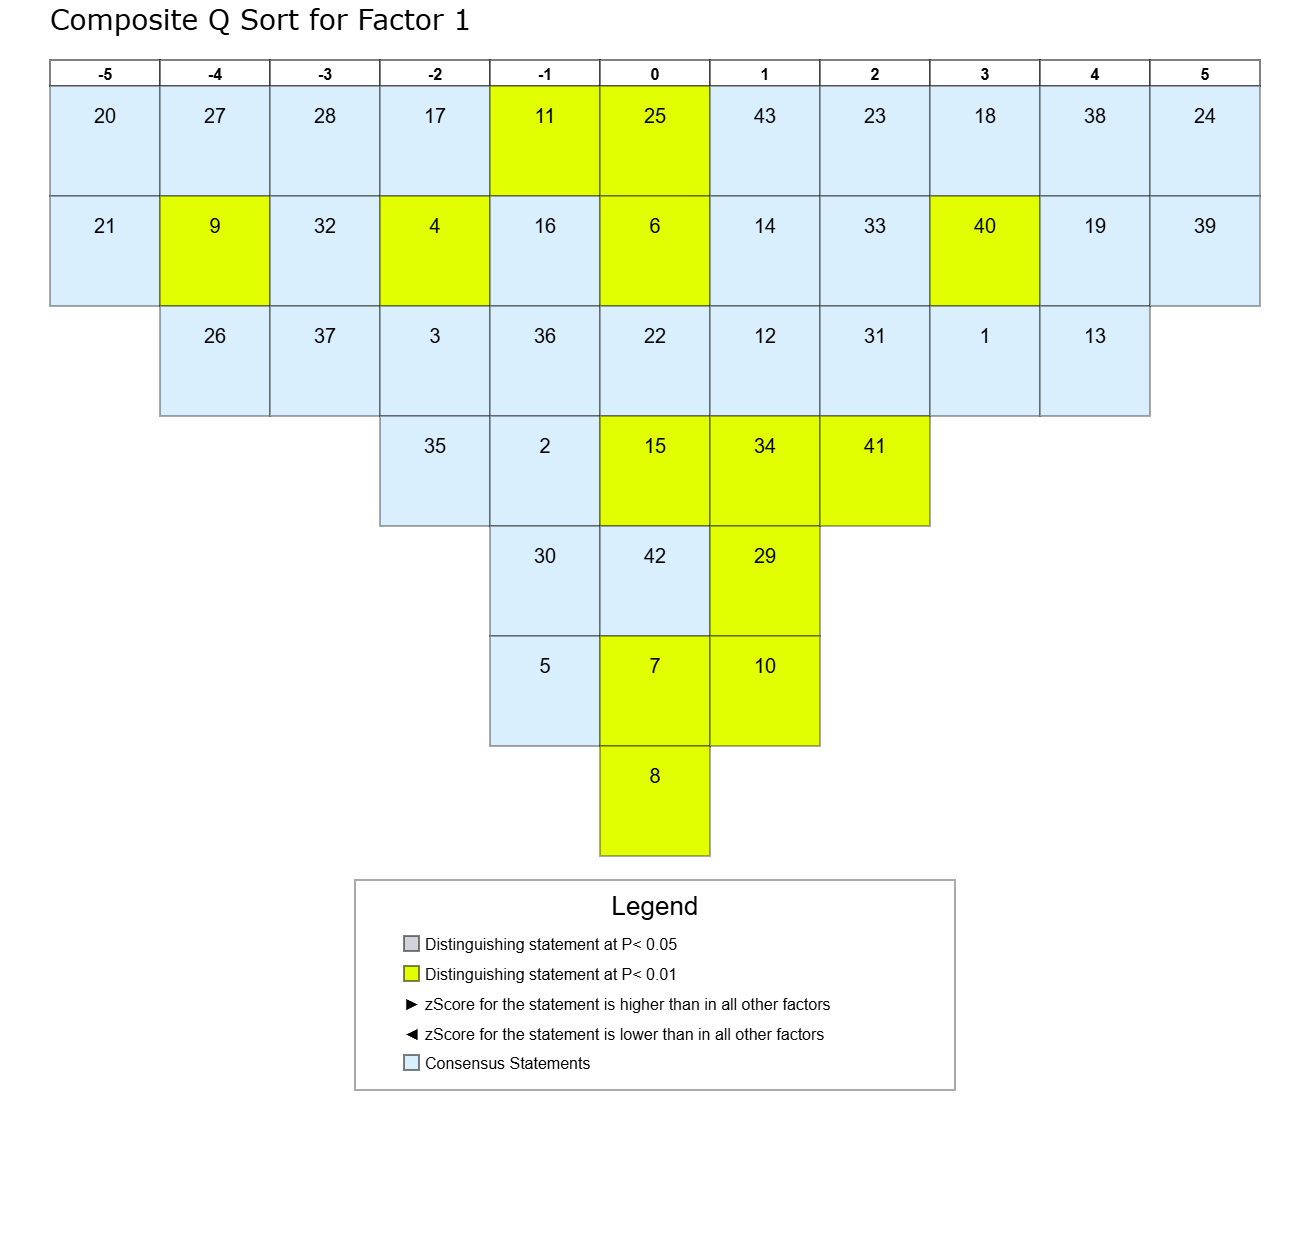 Composite Q Sort for Factor 1
-5 -4 -3 -2 -1 0 1 2 3 4 5
20 27 28 17 11 25 43 23 18 38 24
21 9 32 4 16 6 14 33 40 19 39
26 37 3 36 22 12 31 1 13
35 2 15 34 41
30 42 29
5 7 10
8
Legend
Distinguishing statement at P< 0.05
Distinguishing statement at P< 0.01
► zScore for the statement is higher than in all other factors
◄ zScore for the statement is lower than in all other factors
Consensus Statements